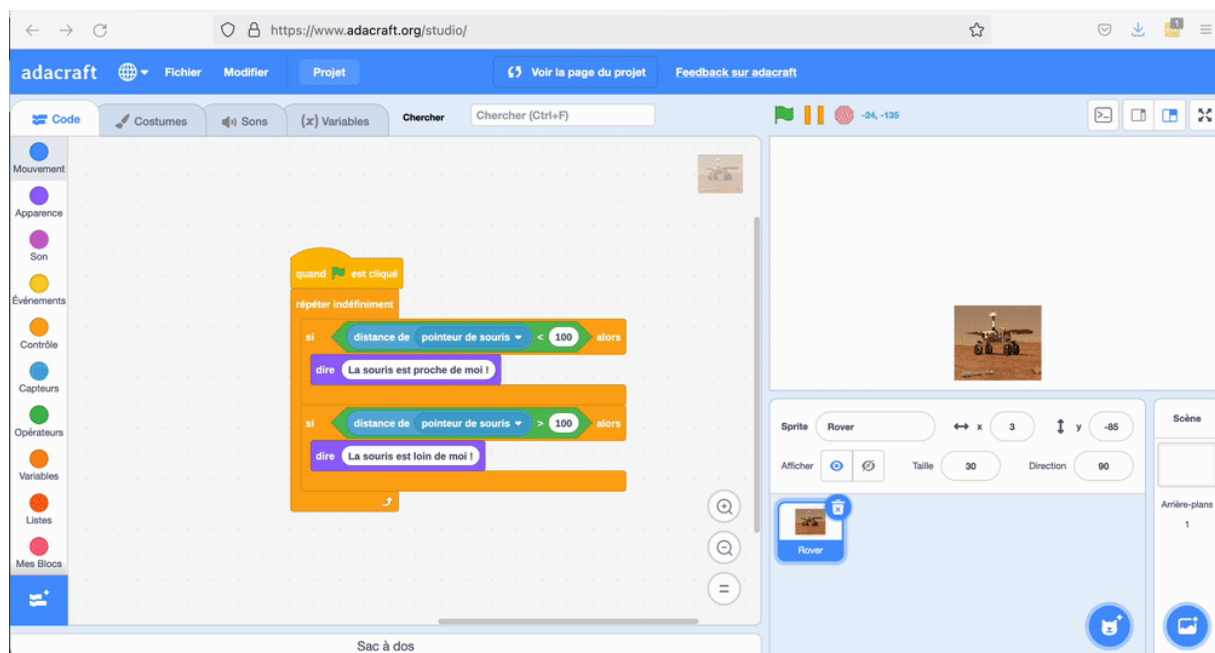 https://www.adacraft.org/studio/
1
adacraft Fichier Modifier Projet Voir la page du projet Feedback sur adacraft
Code Costumes Sons (x) Variables Chercher Chercher (Ctrl+F) -24, -135
Mouvement
Apparence
Son
Événements
Contrôle
Capteurs
Opérateurs
Variables
Listes
Mes Blocs
quand est cliqué
répéter indéfiniment
si distance de pointeur de souris < 100 alors
dire La souris est proche de moi !
si distance de pointeur de souris > 100 alors
dire La souris est loin de moi !
Sac à dos
Sprite Rover x 3 y -85
Afficher Taille 30 Direction 90
Rover
Scène
Arrière-plans
1